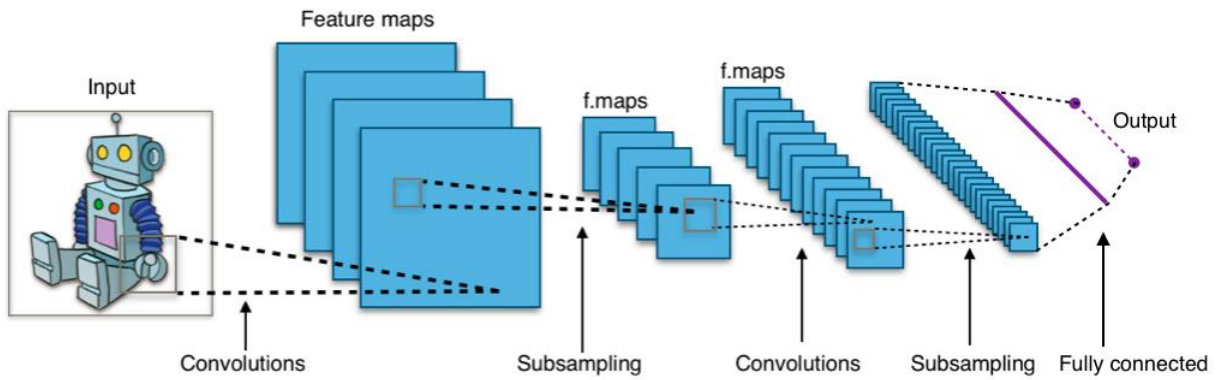 Feature maps
Input
f.maps
f.maps
Output
Convolutions
Subsampling
Convolutions
Subsampling
Fully connected